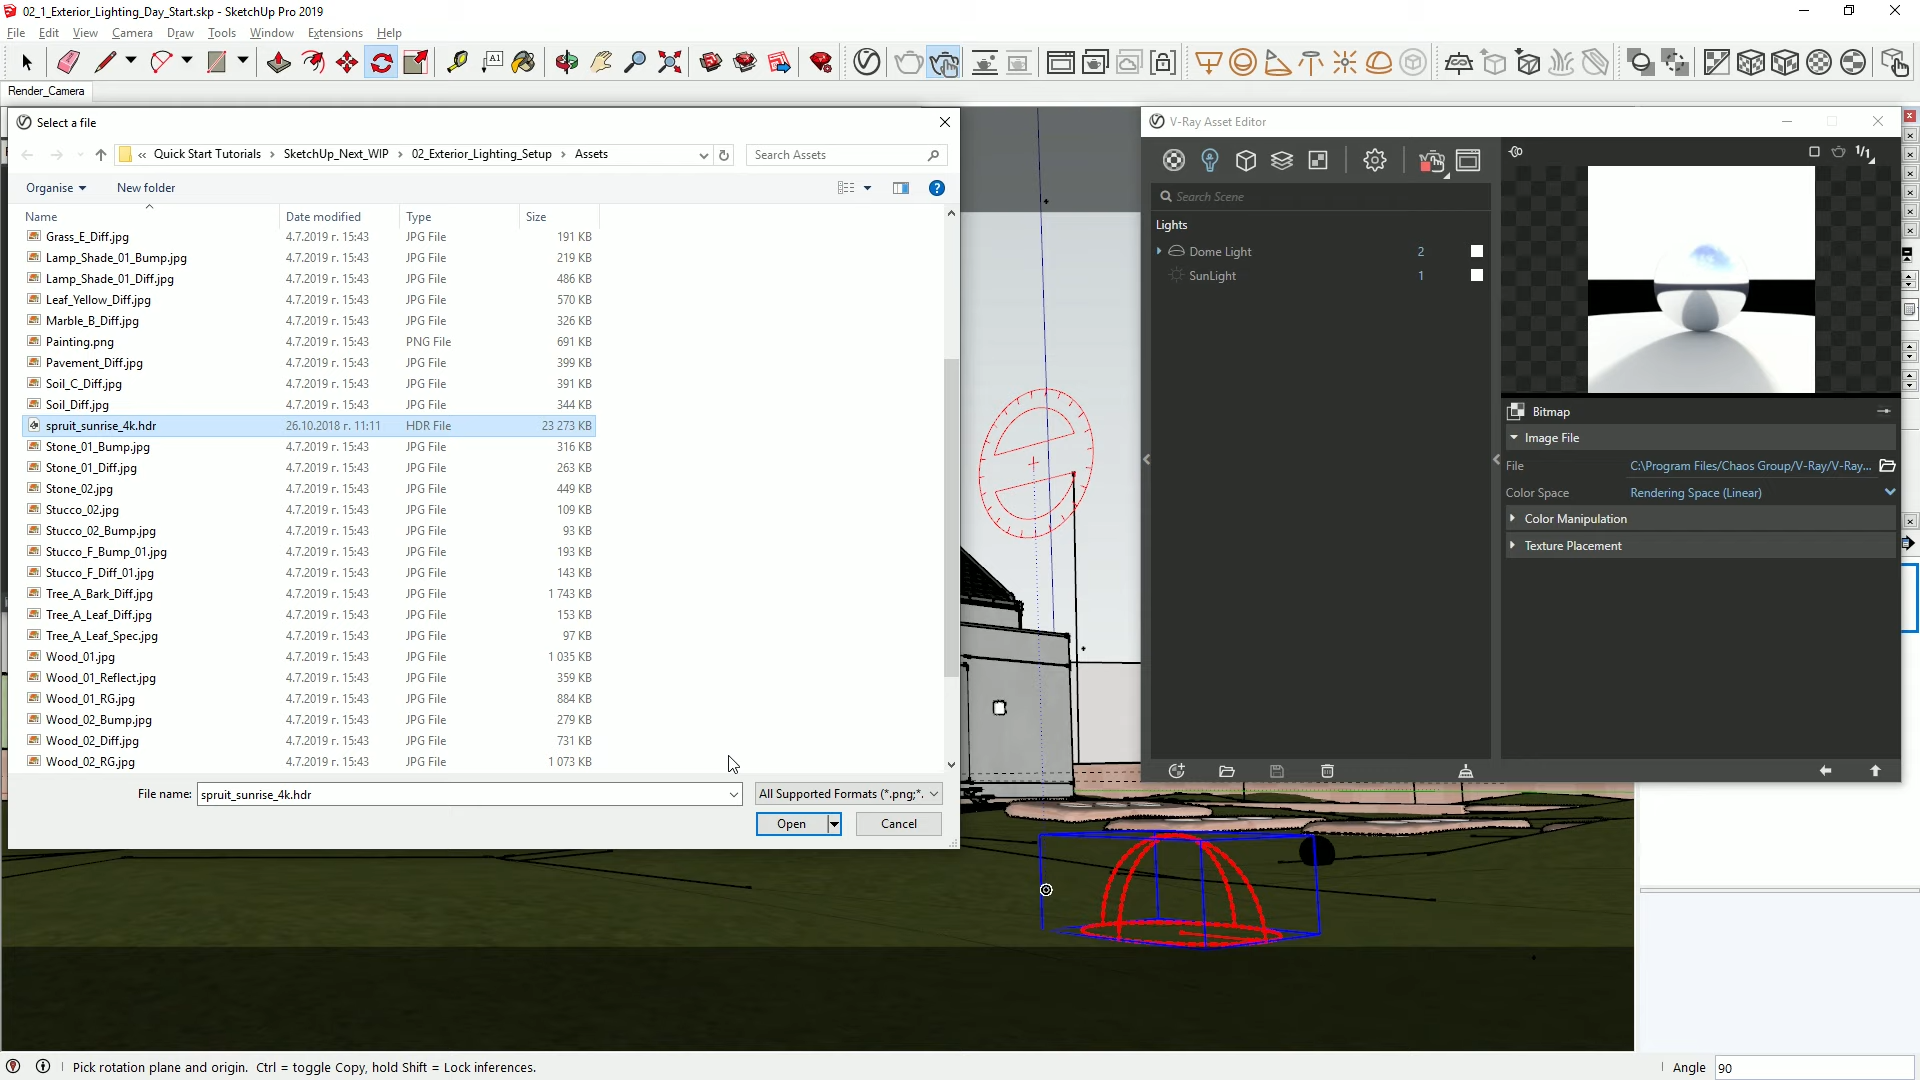 02_1_Exterior_Lighting_Day_Start.skp - SketchUp Pro 2019
File Edit View Camera Draw Tools Window Extensions Help
Render_Camera
Select a file
« Quick Start Tutorials › SketchUp_Next_WIP › 02_Exterior_Lighting_Setup › Assets
Search Assets
Organise New folder
Name Date modified Type Size
Grass_E_Diff.jpg 4.7.2019 г. 15:43 JPG File 191 KB
Lamp_Shade_01_Bump.jpg 4.7.2019 г. 15:43 JPG File 219 KB
Lamp_Shade_01_Diff.jpg 4.7.2019 г. 15:43 JPG File 486 KB
Leaf_Yellow_Diff.jpg 4.7.2019 г. 15:43 JPG File 570 KB
Marble_B_Diff.jpg 4.7.2019 г. 15:43 JPG File 326 KB
Painting.png 4.7.2019 г. 15:43 PNG File 691 KB
Pavement_Diff.jpg 4.7.2019 г. 15:43 JPG File 399 KB
Soil_C_Diff.jpg 4.7.2019 г. 15:43 JPG File 391 KB
Soil_Diff.jpg 4.7.2019 г. 15:43 JPG File 344 KB
spruit_sunrise_4k.hdr 26.10.2018 г. 11:11 HDR File 23 273 KB
Stone_01_Bump.jpg 4.7.2019 г. 15:43 JPG File 316 KB
Stone_01_Diff.jpg 4.7.2019 г. 15:43 JPG File 263 KB
Stone_02.jpg 4.7.2019 г. 15:43 JPG File 449 KB
Stucco_02.jpg 4.7.2019 г. 15:43 JPG File 109 KB
Stucco_02_Bump.jpg 4.7.2019 г. 15:43 JPG File 93 KB
Stucco_F_Bump_01.jpg 4.7.2019 г. 15:43 JPG File 193 KB
Stucco_F_Diff_01.jpg 4.7.2019 г. 15:43 JPG File 143 KB
Tree_A_Bark_Diff.jpg 4.7.2019 г. 15:43 JPG File 1 743 KB
Tree_A_Leaf_Diff.jpg 4.7.2019 г. 15:43 JPG File 153 KB
Tree_A_Leaf_Spec.jpg 4.7.2019 г. 15:43 JPG File 97 KB
Wood_01.jpg 4.7.2019 г. 15:43 JPG File 1 035 KB
Wood_01_Reflect.jpg 4.7.2019 г. 15:43 JPG File 359 KB
Wood_01_RG.jpg 4.7.2019 г. 15:43 JPG File 884 KB
Wood_02_Bump.jpg 4.7.2019 г. 15:43 JPG File 279 KB
Wood_02_Diff.jpg 4.7.2019 г. 15:43 JPG File 731 KB
Wood_02_RG.jpg 4.7.2019 г. 15:43 JPG File 1 073 KB
File name: spruit_sunrise_4k.hdr All Supported Formats (*.png;*.
Open Cancel
V-Ray Asset Editor
Search Scene
Lights
Dome Light 2
SunLight 1
1/1
Bitmap
Image File
File C:\Program Files/Chaos Group/V-Ray/V-Ray...
Color Space Rendering Space (Linear)
Color Manipulation
Texture Placement
Pick rotation plane and origin. Ctrl = toggle Copy, hold Shift = Lock inferences.
Angle 90